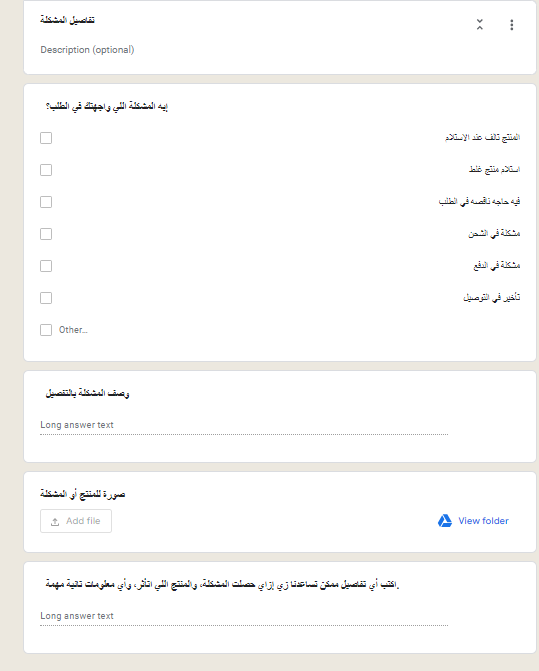 تفاصيل المشكلة
Description (optional)
إيه المشكلة اللي واجهتك في الطلب؟
المنتج تالف عند الاستلام
استلام منتج غلط
فيه حاجه ناقصه في الطلب
مشكلة في الشحن
مشكلة في الدفع
تأخير في التوصيل
Other...
وصف المشكلة بالتفصيل
Long answer text
صورة للمنتج أو المشكلة
Add file
View folder
اكتب أي تفاصيل ممكن تساعدنا زي إزاي حصلت المشكلة، والمنتج اللي اتأثر، وأي معلومات تانية مهمة.
Long answer text